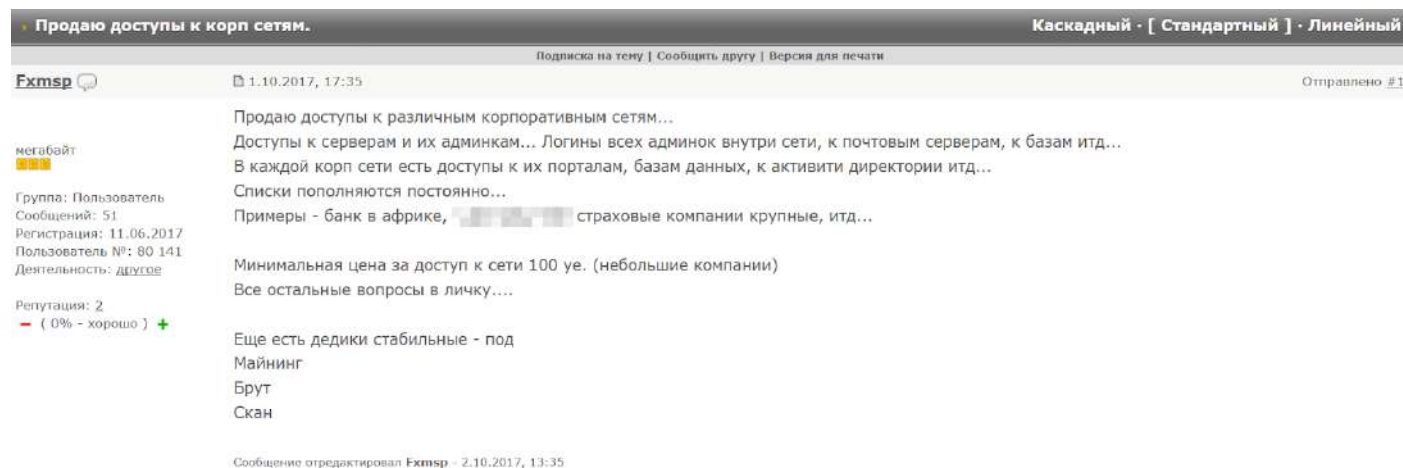 Продаю доступы к корп сетям.
Каскадный · [ Стандартный ] · Линейный
Подписка на тему | Сообщить другу | Версия для печати
Fxmsp
1.10.2017, 17:35
Отправлено #1
мегабайт
Группа: Пользователь
Сообщений: 51
Регистрация: 11.06.2017
Пользователь №: 80 141
Деятельность: другое
Репутация: 2
− ( 0% - хорошо ) +
Продаю доступы к различным корпоративным сетям...
Доступы к серверам и их админкам... Логины всех админок внутри сети, к почтовым серверам, к базам итд...
В каждой корп сети есть доступы к их порталам, базам данных, к активити директории итд...
Списки пополняются постоянно...
Примеры - банк в африке, страховые компании крупные, итд...
Минимальная цена за доступ к сети 100 уе. (небольшие компании)
Все остальные вопросы в личку....
Еще есть дедики стабильные - под
Майнинг
Брут
Скан
Сообщение отредактировал Fxmsp - 2.10.2017, 13:35